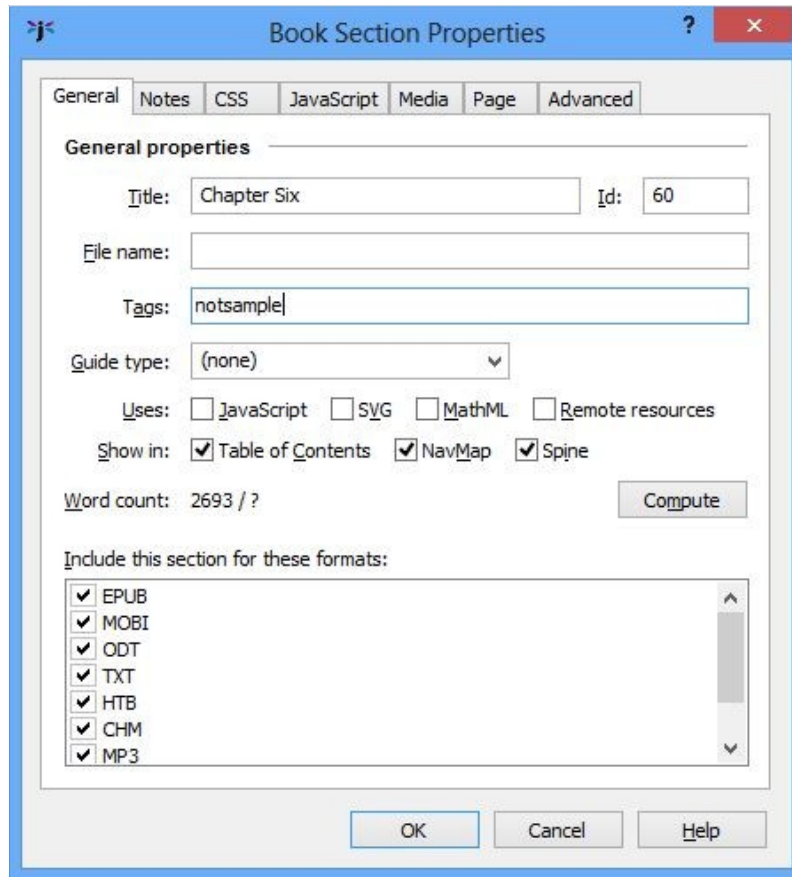 Book Section Properties ? ×
General Notes CSS JavaScript Media Page Advanced
General properties
Title: Chapter Six Id: 60
File name:
Tags: notsample
Guide type: (none)
Uses: JavaScript SVG MathML Remote resources
Show in: Table of Contents NavMap Spine
Word count: 2693 / ? Compute
Include this section for these formats:
EPUB
MOBI
ODT
TXT
HTB
CHM
MP3
OK Cancel Help